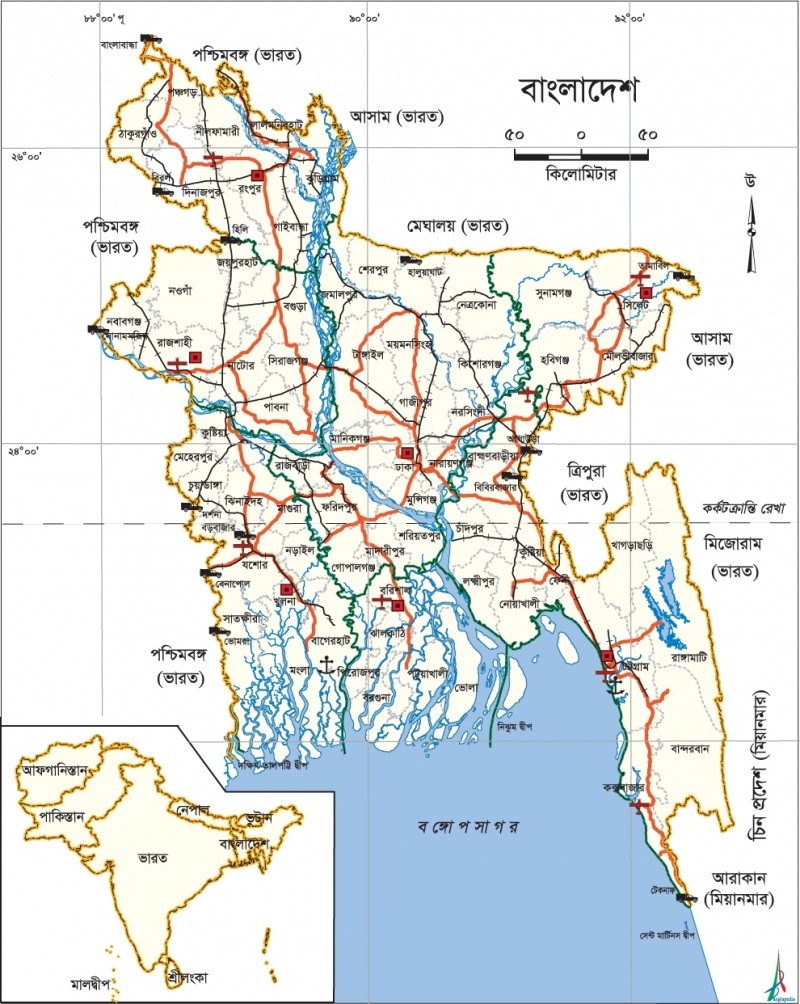 ৮৮°০০' পূ
৯০°০০'
৯২°০০'
বাংলাবান্ধা
পশ্চিমবঙ্গ (ভারত)
বাংলাদেশ
পঞ্চগড়
আসাম (ভারত)
ঠাকুরগাঁও
নীলফামারী
লালমনিরহাট
৫০
০
৫০
কিলোমিটার
২৬°০০'
কুড়িগ্রাম
রংপুর
দিনাজপুর
উ
পশ্চিমবঙ্গ
(ভারত)
হিলি
গাইবান্ধা
মেঘালয় (ভারত)
জয়পুরহাট
শেরপুর
হালুয়াঘাট
তামাবিল
নওগাঁ
বগুড়া
জামালপুর
নেত্রকোনা
সুনামগঞ্জ
সিলেট
নবাবগঞ্জ
রাজশাহী
ময়মনসিংহ
আসাম
(ভারত)
নাটোর
সিরাজগঞ্জ
টাঙ্গাইল
কিশোরগঞ্জ
হবিগঞ্জ
মৌলভীবাজার
পাবনা
গাজীপুর
নরসিংদী
২৪°০০'
কুষ্টিয়া
মানিকগঞ্জ
আখাউড়া
মেহেরপুর
রাজবাড়ী
ঢাকা
নারায়ণগঞ্জ
ব্রাহ্মণবাড়ীয়া
ত্রিপুরা
(ভারত)
চুয়াডাঙ্গা
ঝিনাইদহ
মাগুরা
ফরিদপুর
মুন্সিগঞ্জ
বিবিরবাজার
দর্শনা
কর্কটক্রান্তি রেখা
শরিয়তপুর
চাঁদপুর
কুমিল্লা
খাগড়াছড়ি
মিজোরাম
(ভারত)
যশোর
নড়াইল
মাদারীপুর
গোপালগঞ্জ
বেনাপোল
লক্ষ্মীপুর
ফেনী
নোয়াখালী
খুলনা
বরিশাল
সাতক্ষীরা
ভোমরা
বাগেরহাট
ঝালকাঠি
পশ্চিমবঙ্গ
(ভারত)
মংলা
পিরোজপুর
পটুয়াখালী
ভোলা
চট্টগ্রাম
রাঙ্গামাটি
বরগুনা
নিঝুম দ্বীপ
বান্দরবান
চিন প্রদেশ (মিয়ানমার)
দক্ষিণ তালপট্টি দ্বীপ
কক্সবাজার
বঙ্গোপসাগর
আরাকান
(মিয়ানমার)
টেকনাফ
সেন্ট মার্টিনস দ্বীপ
আফগানিস্তান
পাকিস্তান
নেপাল
ভুটান
বাংলাদেশ
ভারত
শ্রীলংকা
মালদ্বীপ